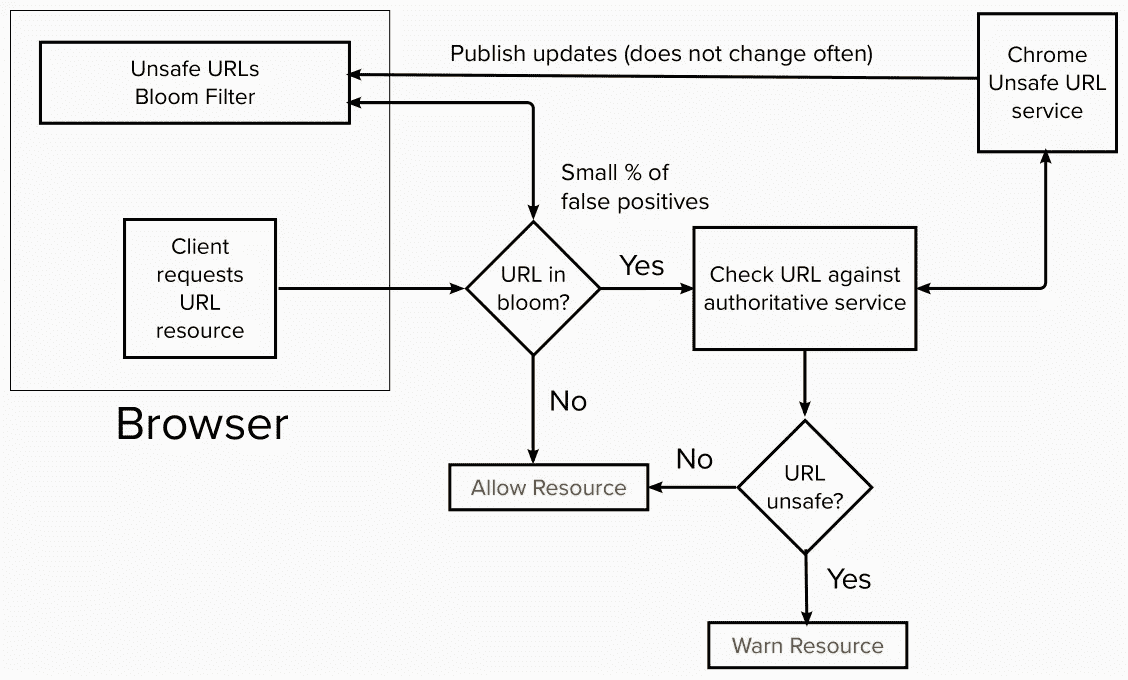 Publish updates (does not change often)
Unsafe URLs
Bloom Filter
Chrome
Unsafe URL
service
Small % of
false positives
Client
requests
URL
resource
URL in
bloom?
Yes
Check URL against
authoritative service
No
Browser
Allow Resource
No
URL
unsafe?
Yes
Warn Resource